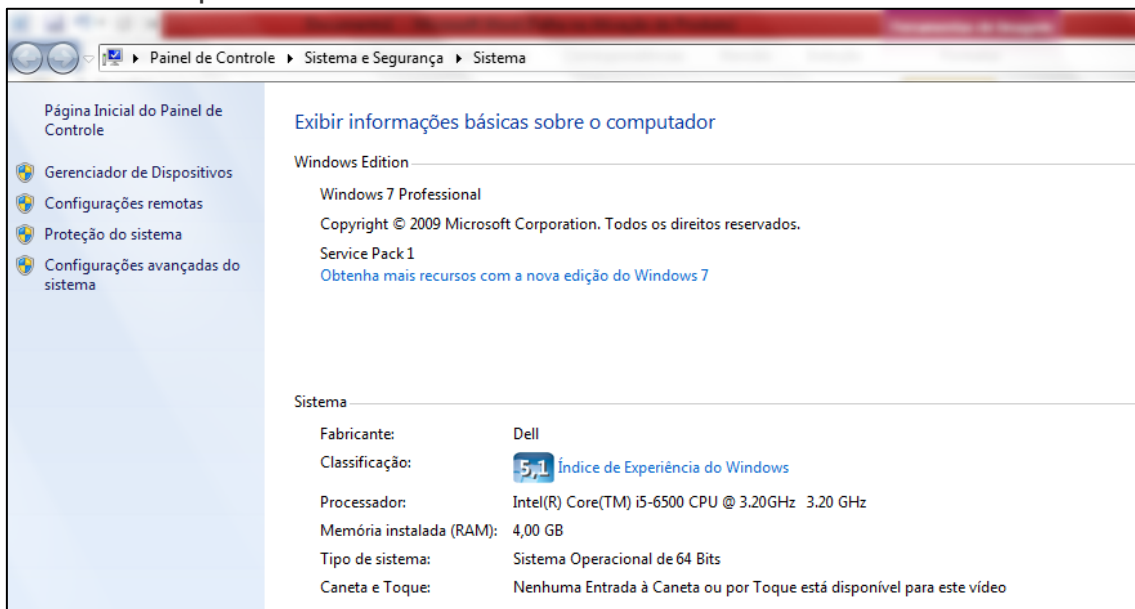 Painel de Controle ▸ Sistema e Segurança ▸ Sistema
Página Inicial do Painel de
Controle
Gerenciador de Dispositivos
Configurações remotas
Proteção do sistema
Configurações avançadas do
sistema
Exibir informações básicas sobre o computador
Windows Edition
Windows 7 Professional
Copyright © 2009 Microsoft Corporation. Todos os direitos reservados.
Service Pack 1
Obtenha mais recursos com a nova edição do Windows 7
Sistema
Fabricante: Dell
Classificação: 5,1 Índice de Experiência do Windows
Processador: Intel(R) Core(TM) i5-6500 CPU @ 3.20GHz 3.20 GHz
Memória instalada (RAM): 4,00 GB
Tipo de sistema: Sistema Operacional de 64 Bits
Caneta e Toque: Nenhuma Entrada à Caneta ou por Toque está disponível para este vídeo